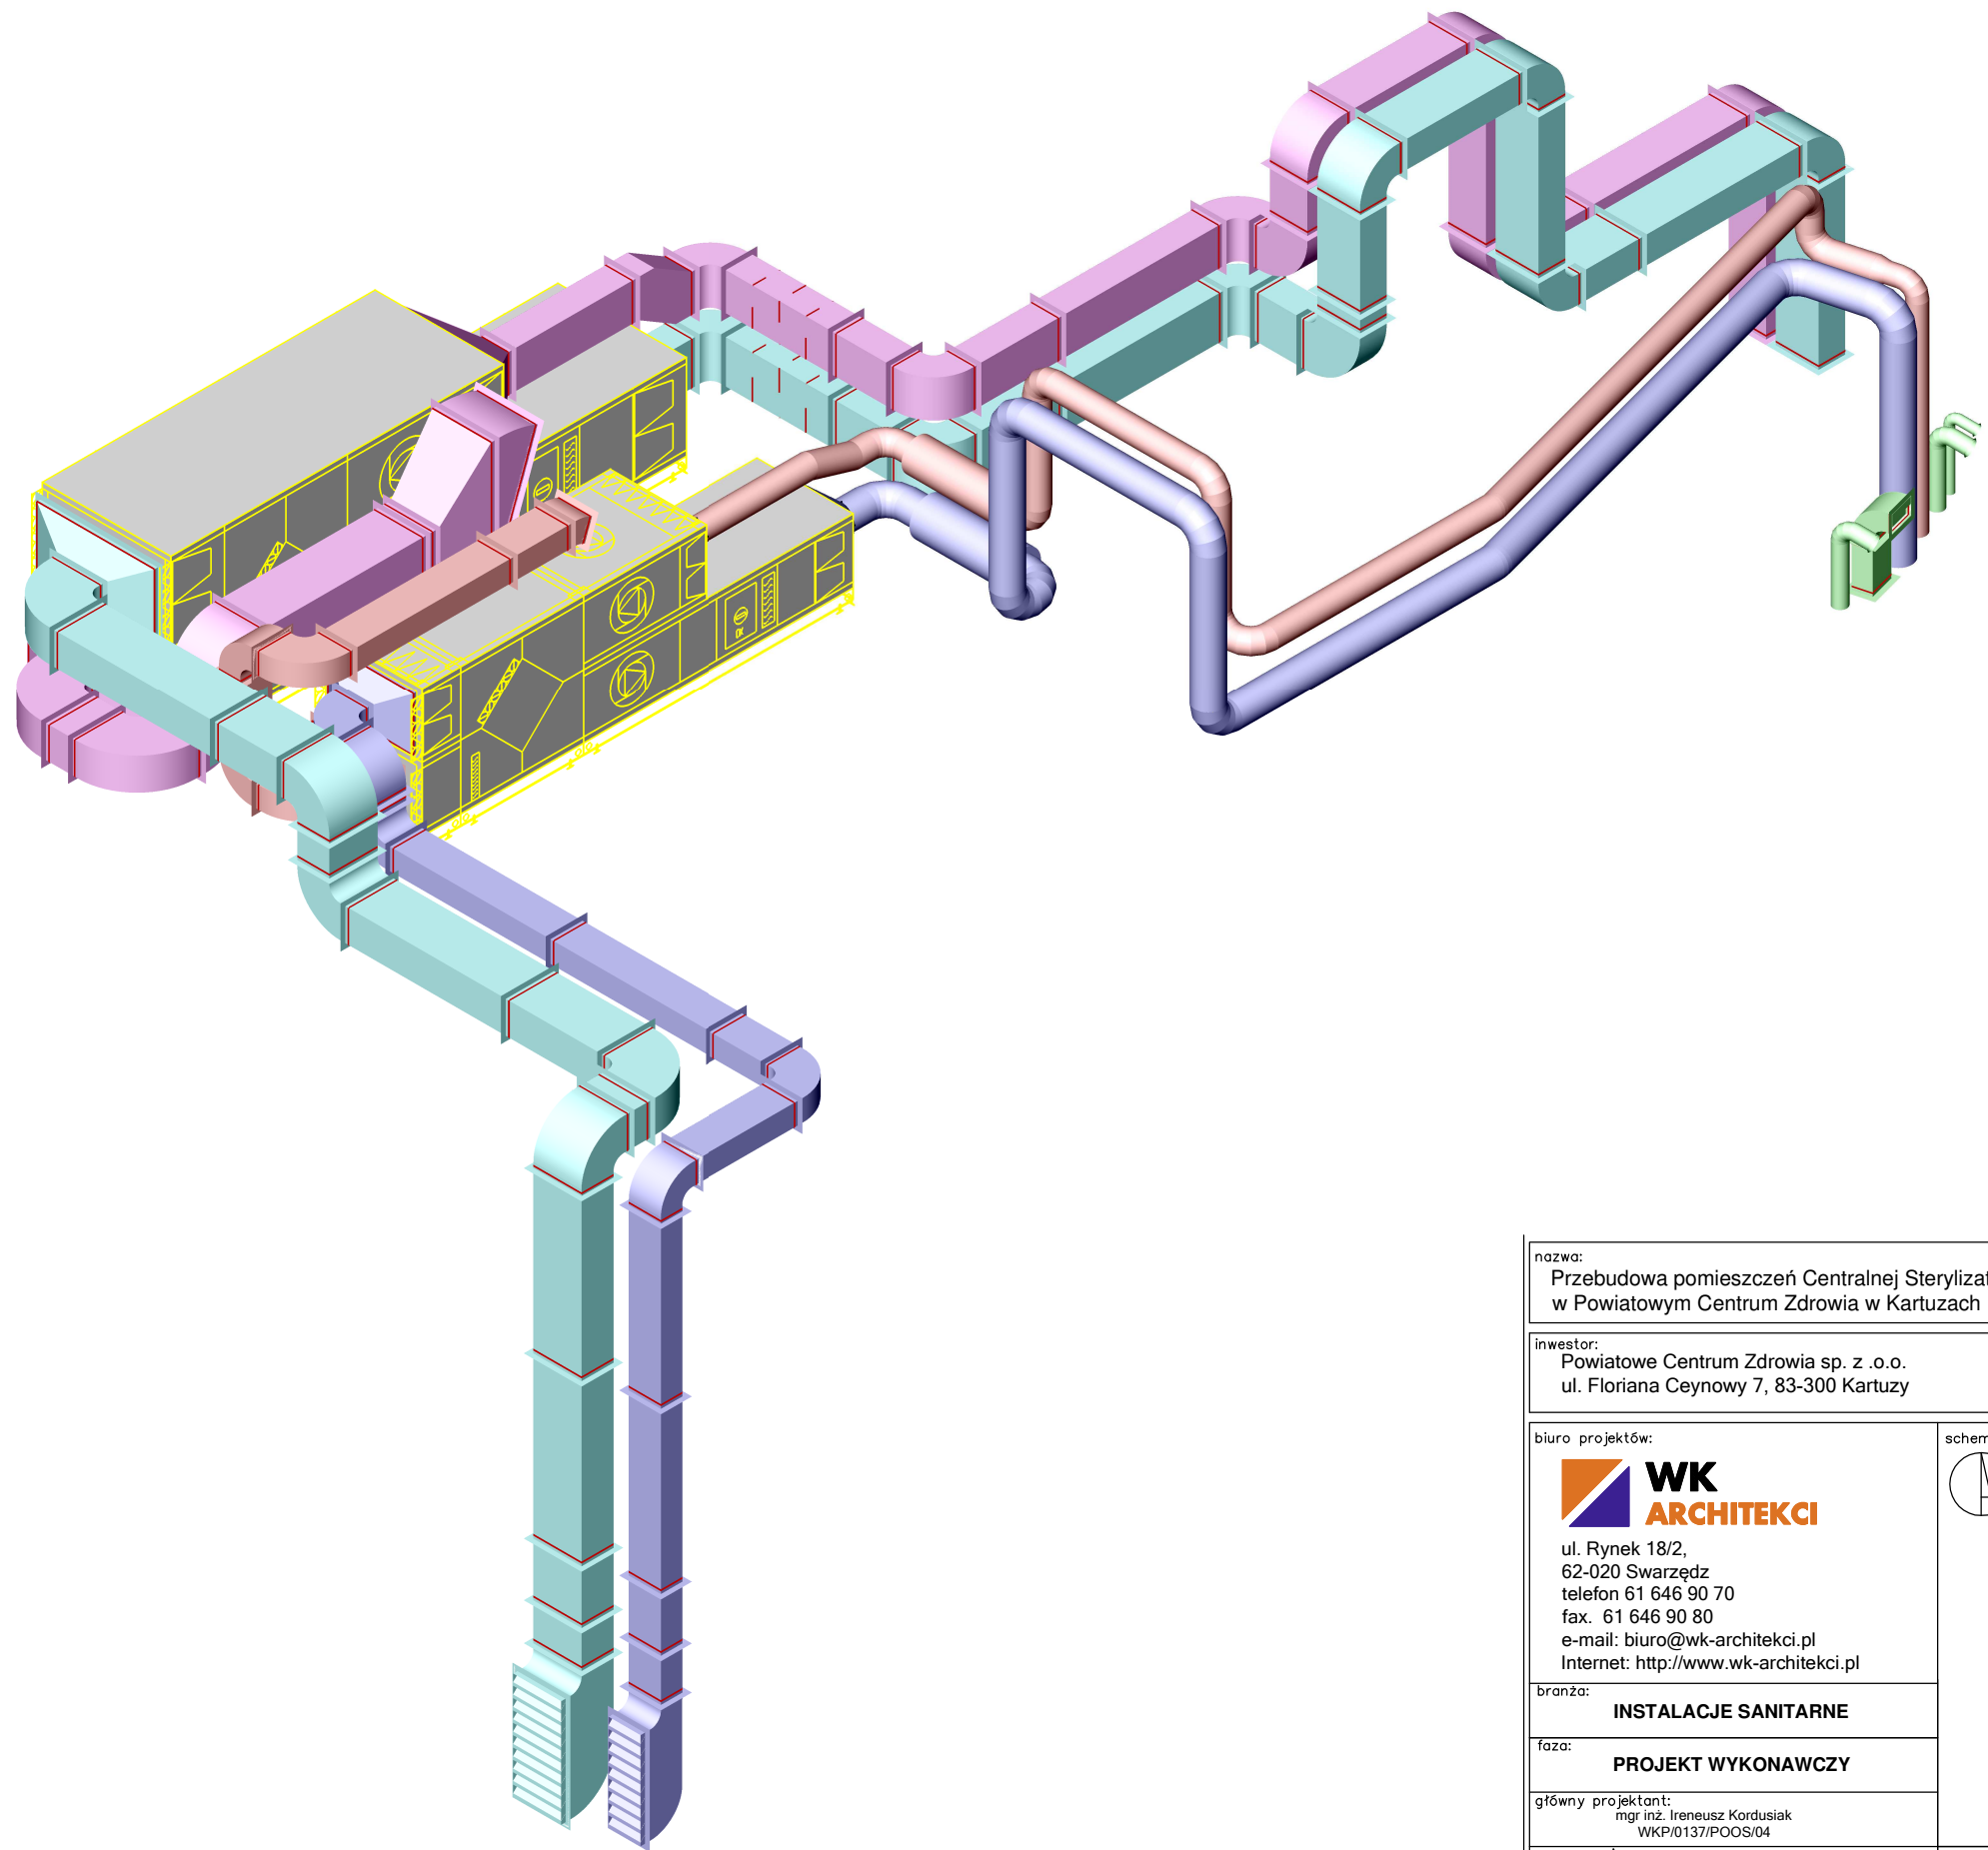 nazwa:
Przebudowa pomieszczeń Centralnej
w Powiatowym Centrum Zdrowia w Kartuzach
inwestor:
Powiatowe Centrum Zdrowia sp. z .o.o.
ul. Floriana Ceynowy 7, 83-300 Kartuzy
biuro projektów:
WK
ARCHITEKCI
ul. Rynek 18/2,
62-020 Swarzędz
telefon 61 646 90 70
fax. 61 646 90 80
e-mail: biuro@wk-architekci.pl
Internet: http://www.wk-architekci.pl
branża:
INSTALACJE SANITARNE
faza:
PROJEKT WYKONAWCZY
główny projektant:
mgr inż. Ireneusz Kordusiak
WKP/0137/POOS/04